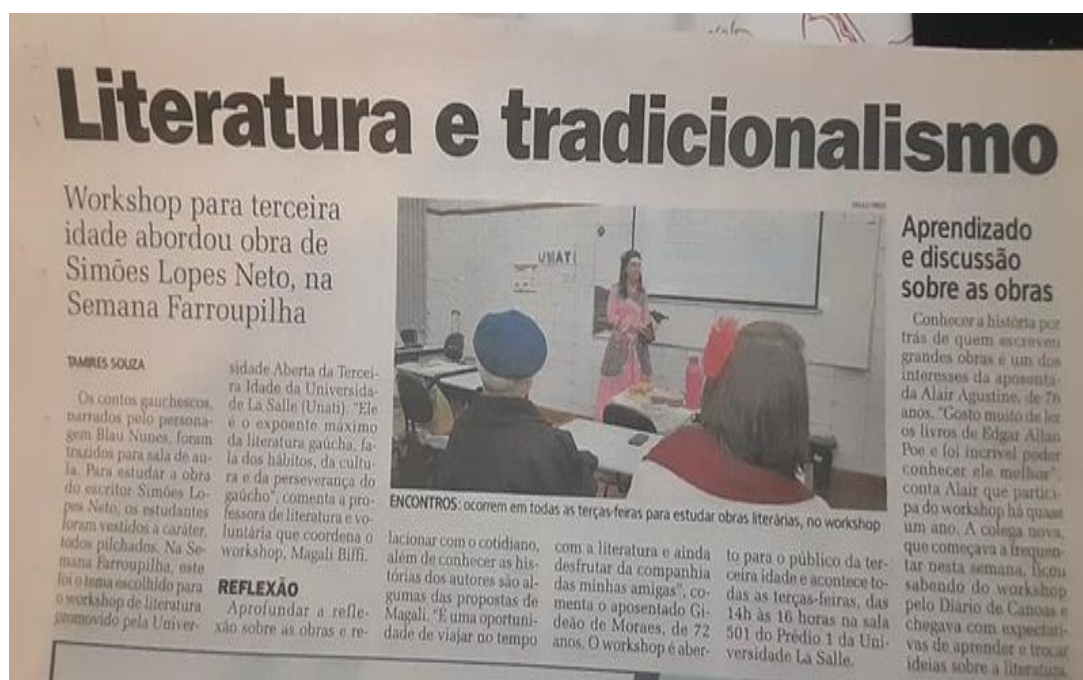 Literatura e tradicionalismo
Workshop para terceira
idade abordou obra de
Simões Lopes Neto, na
Semana Farroupilha
TAMIRES SOUZA
Os contos gauchescos,
narrados pelo persona-
gem Blau Nunes, foram
trazidos para sala de au-
la. Para estudar a obra
do escritor Simões Lo-
pes Neto, os estudantes
foram vestidos a caráter,
todos pilchados. Na Se-
mana Farroupilha, este
foi o tema escolhido para
o workshop de literatura
promovido pela Univer-
sidade Aberta da Tercei-
ra Idade da Universida-
de La Salle (Unati). "Ele
é o expoente máximo
da literatura gaúcha, fa-
la dos hábitos, da cultu-
ra e da perseverança do
gaúcho", comenta a pro-
fessora de literatura e vo-
luntária que coordena o
workshop, Magali Biffi.
REFLEXÃO
Aprofundar a refle-
xão sobre as obras e re-
UNATI
ENCONTROS: ocorrem em todas as terças-feiras para estudar obras literárias, no workshop
lacionar com o cotidiano,
além de conhecer as his-
tórias dos autores são al-
gumas das propostas de
Magali. "É uma oportuni-
dade de viajar no tempo
com a literatura e ainda
desfrutar da companhia
das minhas amigas", co-
menta o aposentado Gi-
deão de Moraes, de 72
anos. O workshop é aber-
to para o público da ter-
ceira idade e acontece to-
das as terças-feiras, das
14h às 16 horas na sala
501 do Prédio 1 da Uni-
versidade La Salle.
Aprendizado
e discussão
sobre as obras
Conhecer a história por
trás de quem escreveu
grandes obras é um dos
interesses da aposenta-
da Alair Agustine, de 76
anos. "Gosto muito de ler
os livros de Edgar Allan
Poe e foi incrível poder
conhecer ele melhor",
conta Alair que partici-
pa do workshop há quase
um ano. A colega nova,
que começava a frequen-
tar nesta semana, ficou
sabendo do workshop
pelo Diário de Canoas e
chegava com expectati-
vas de aprender e trocar
ideias sobre a literatura.